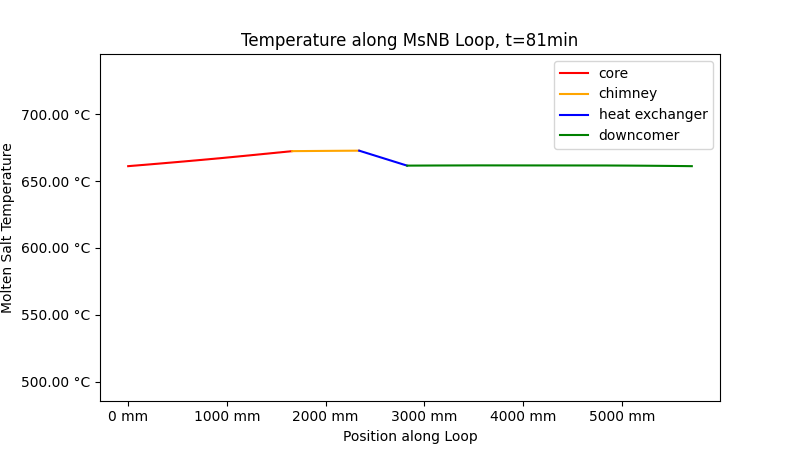 Temperature along MsNB Loop, t=81min
core
chimney
heat exchanger
downcomer
700.00 °C
650.00 °C
600.00 °C
550.00 °C
500.00 °C
Molten Salt Temperature
0 mm
1000 mm
2000 mm
3000 mm
4000 mm
5000 mm
Position along Loop